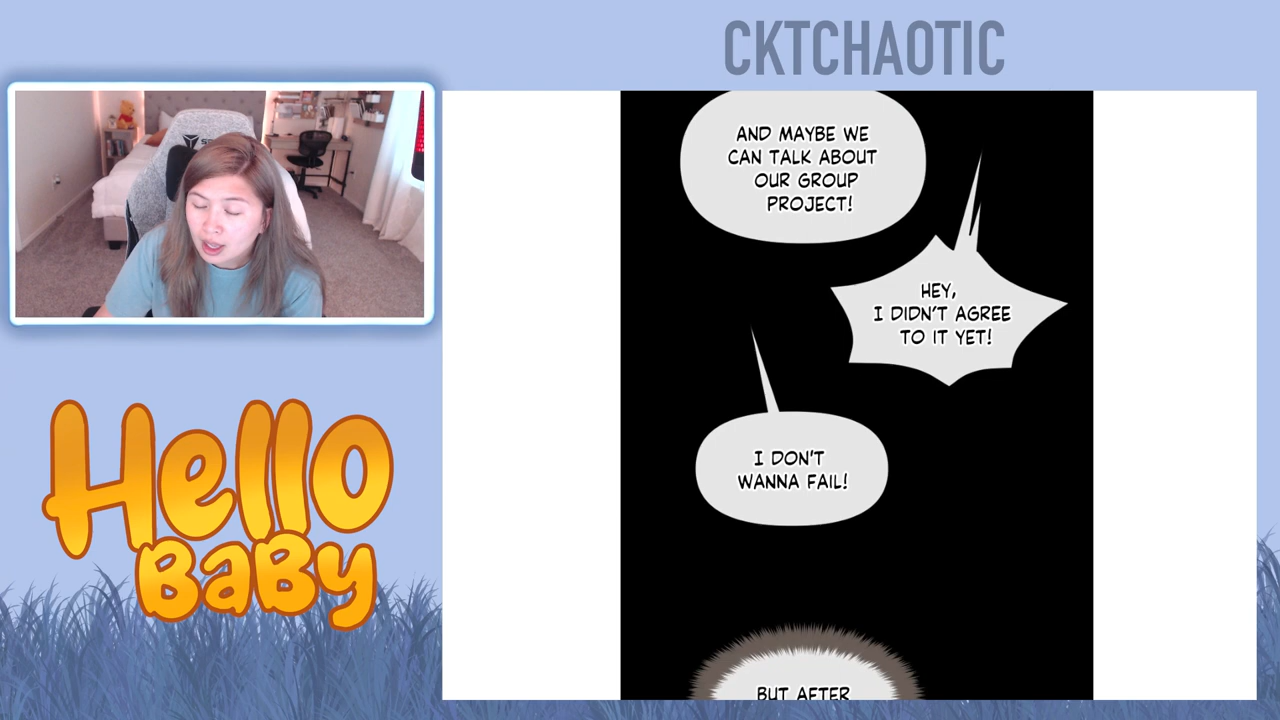 CKTCHAOTIC
AND MAYBE WE
CAN TALK ABOUT
OUR GROUP
PROJECT!
HEY,
I DIDN'T AGREE
TO IT YET!
I DON'T
WANNA FAIL!
BUT AFTER
Hello
BaBy